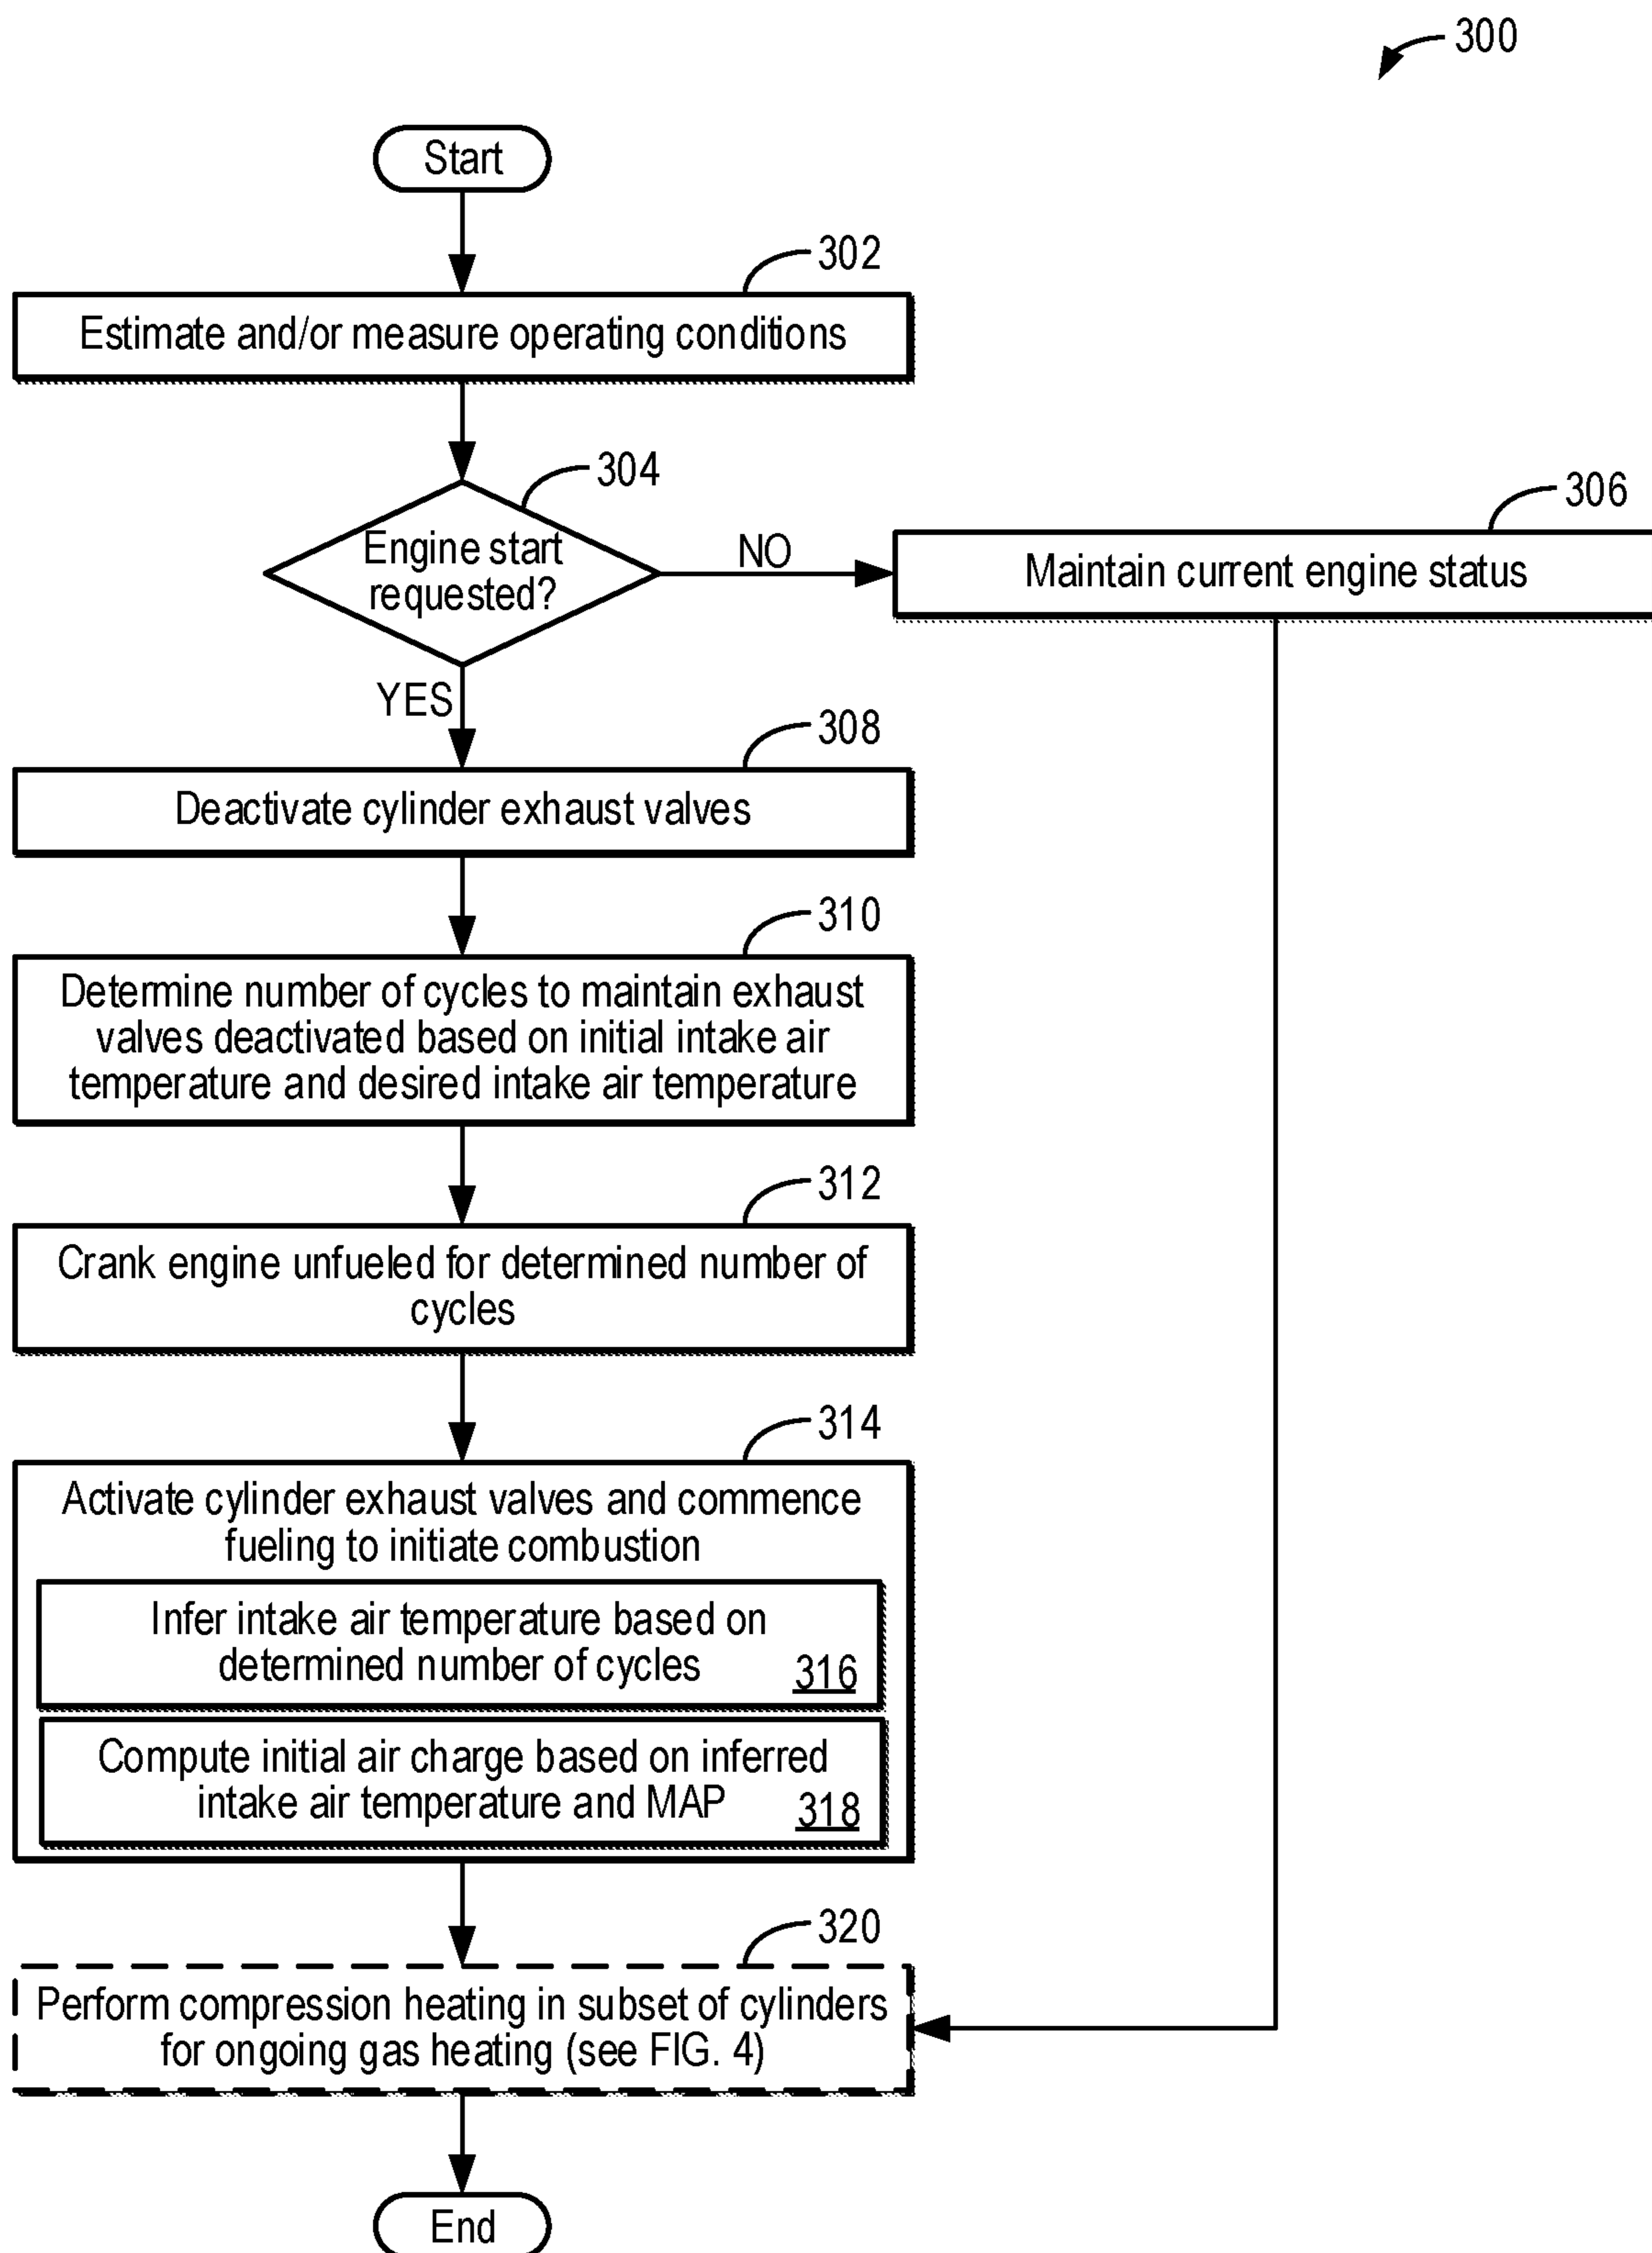 300
Start
302
Estimate and/or measure operating conditions
304
Engine start
requested?
NO
306
Maintain current engine status
YES
308
Deactivate cylinder exhaust valves
310
Determine number of cycles to maintain exhaust
valves deactivated based on initial intake air
temperature and desired intake air temperature
312
Crank engine unfueled for determined number of
cycles
314
Activate cylinder exhaust valves and commence
fueling to initiate combustion
Infer intake air temperature based on
determined number of cycles 316
Compute initial air charge based on inferred
intake air temperature and MAP 318
320
Perform compression heating in subset of cylinders
for ongoing gas heating (see FIG. 4)
End